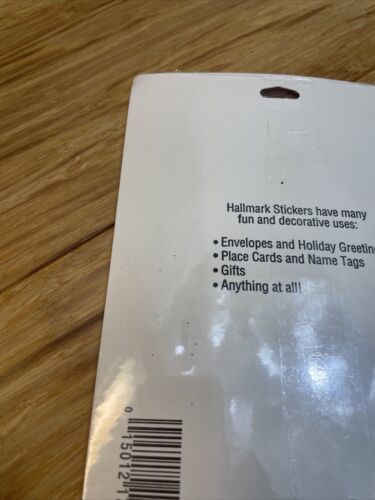 Hallmark Stickers have many
fun and decorative uses:
• Envelopes and Holiday Greetin
• Place Cards and Name Tags
• Gifts
• Anything at all!
0 15012 1